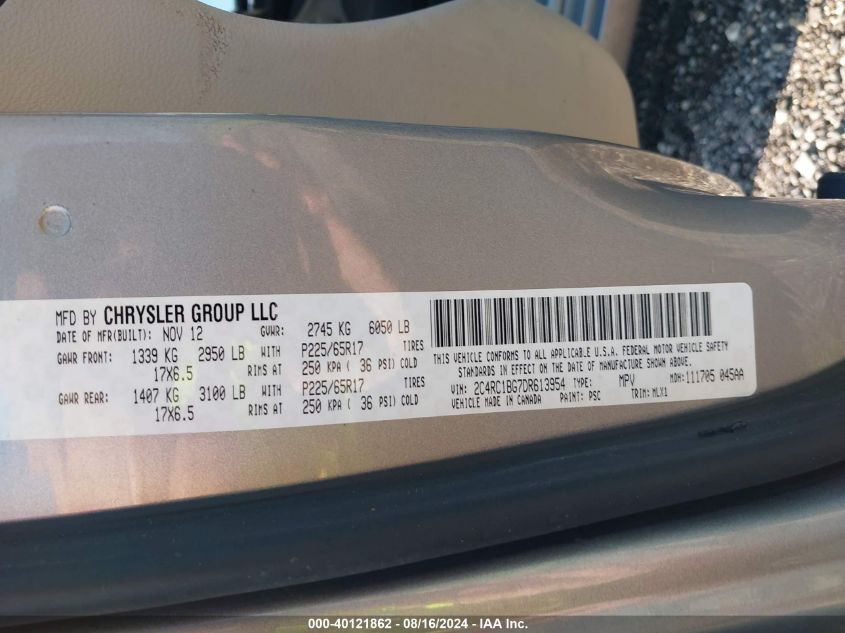 MFD BY CHRYSLER GROUP LLC
DATE OF MFR(BUILT): NOV 12 GVWR: 2745 KG 6050 LB
GAWR FRONT: 1339 KG 2950 LB WITH P225/65R17 TIRES
17X6.5 RIMS AT 250 KPA ( 36 PSI) COLD
GAWR REAR: 1407 KG 3100 LB WITH P225/65R17 TIRES
17X6.5 RIMS AT 250 KPA ( 36 PSI) COLD
THIS VEHICLE CONFORMS TO ALL APPLICABLE U.S.A. FEDERAL MOTOR VEHICLE SAFETY
STANDARDS IN EFFECT ON THE DATE OF MANUFACTURE SHOWN ABOVE.
VIN: 2C4RC1BG7DR613954 TYPE: MPV MDH: 111705 045AA
VEHICLE MADE IN CANADA PAINT: PSC TRIM: MLX1
000-40121862 - 08/16/2024 - IAA Inc.